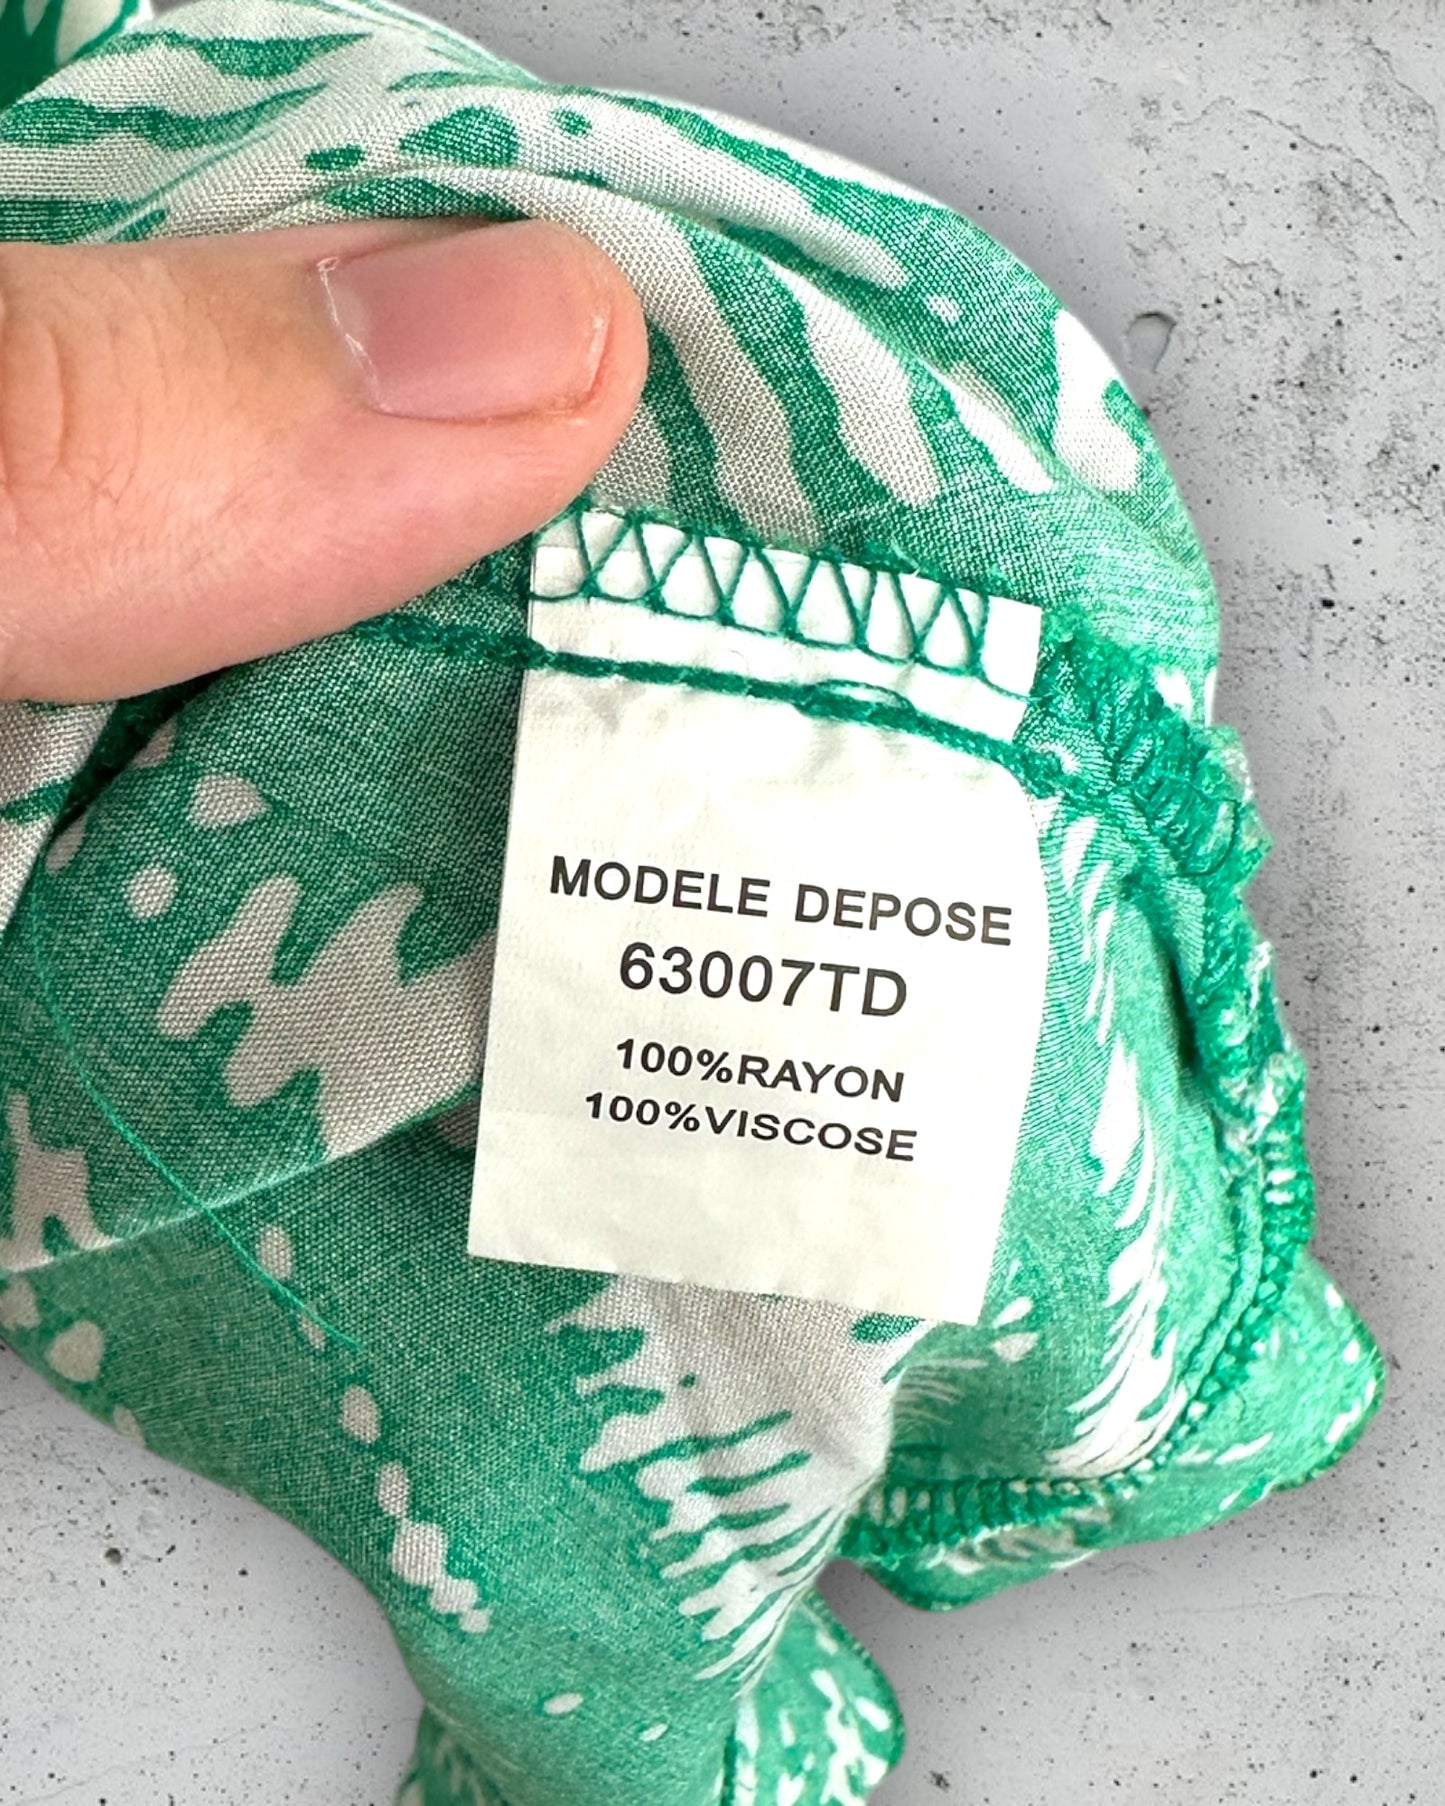 MODELE DEPOSE
63007TD
100%RAYON
100%VISCOSE